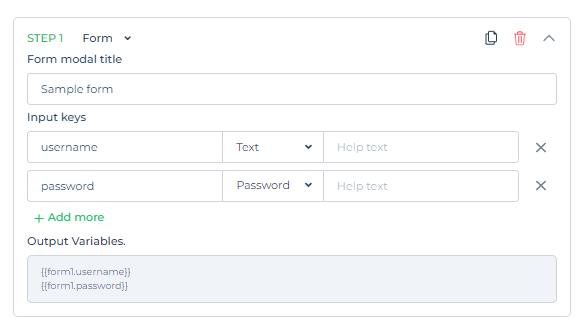 STEP 1 Form
Form modal title
Sample form
Input keys
username Text Help text
password Password Help text
+ Add more
Output Variables.
{{form1.username}}
{{form1.password}}